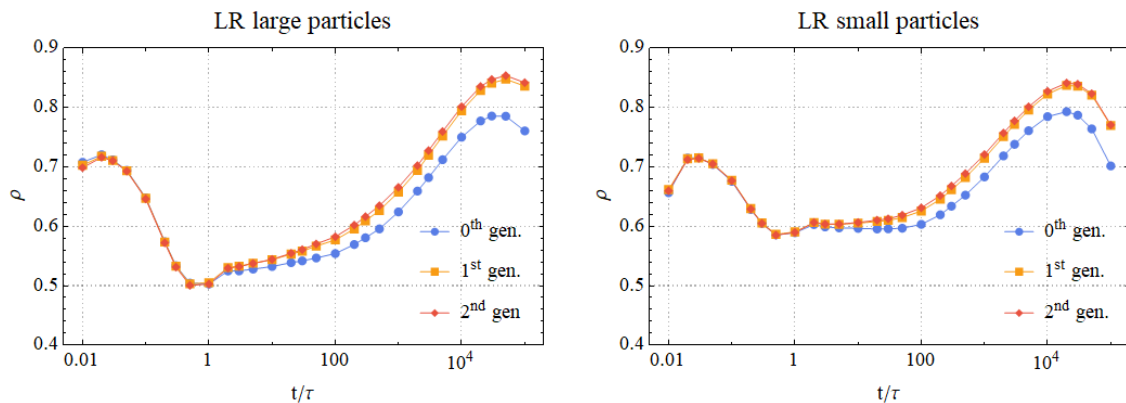 LR large particles
0.9
0.8
0.7
0.6
0.5
0.4
ρ
0.01
1
100
10⁴
t/τ
0ᵗʰ gen.
1ˢᵗ gen.
2ⁿᵈ gen
LR small particles
0.9
0.8
0.7
0.6
0.5
0.4
ρ
0.01
1
100
10⁴
t/τ
0ᵗʰ gen.
1ˢᵗ gen.
2ⁿᵈ gen.